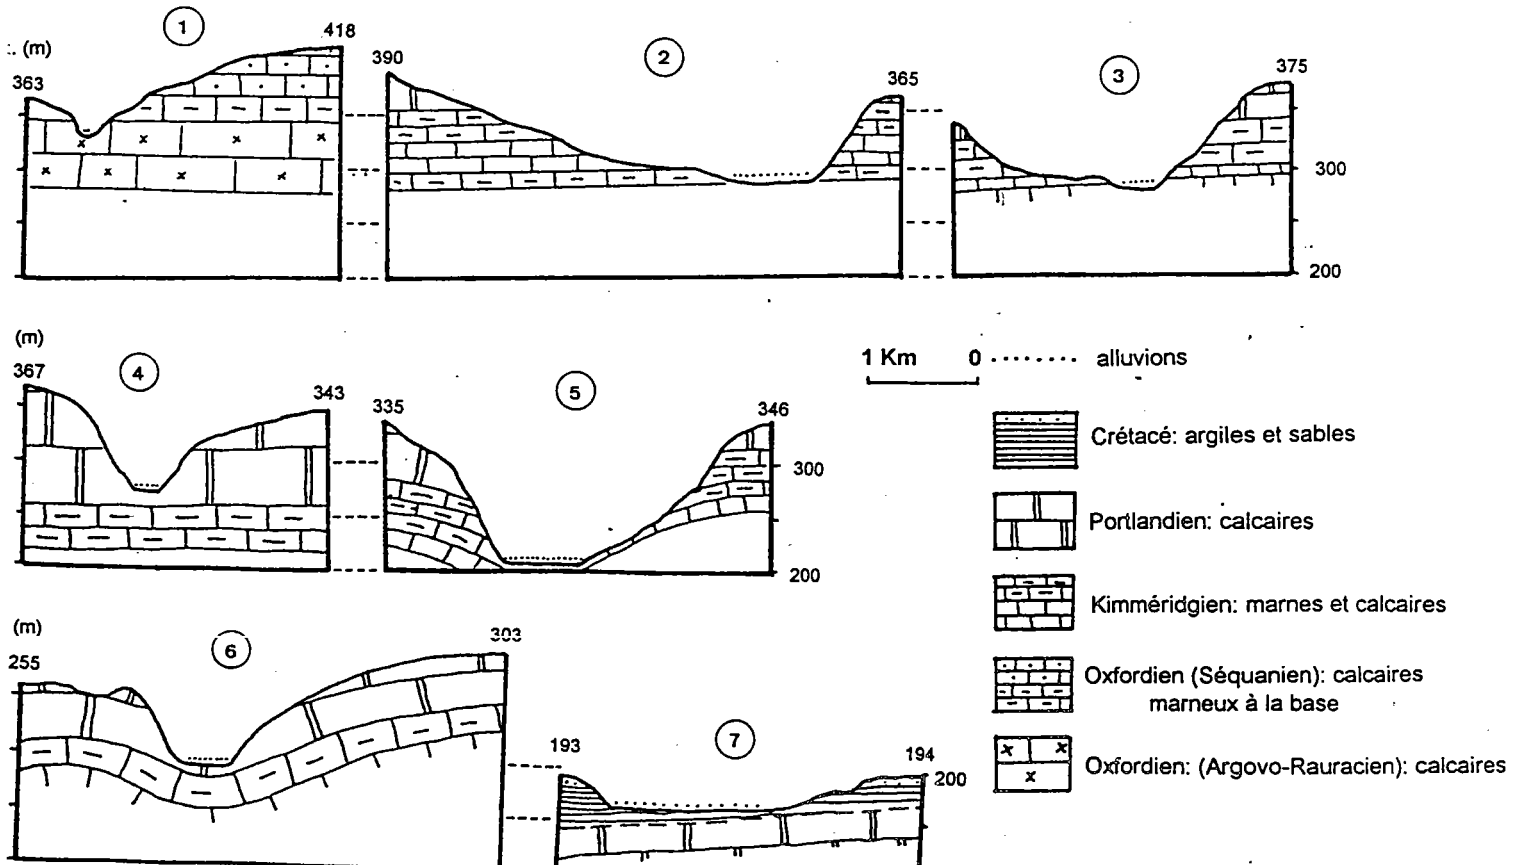 1
418
(m)
363
390
2
365
3
375
300
200
(m)
367
4
343
335
5
346
300
200
1 Km 0
alluvions
Crétacé: argiles et sables
Portlandien: calcaires
Kimméridgien: marnes et calcaires
Oxfordien (Séquanien): calcaires
marneux à la base
Oxfordien: (Argovo-Rauracien): calcaires
(m)
255
6
303
193
7
194
200